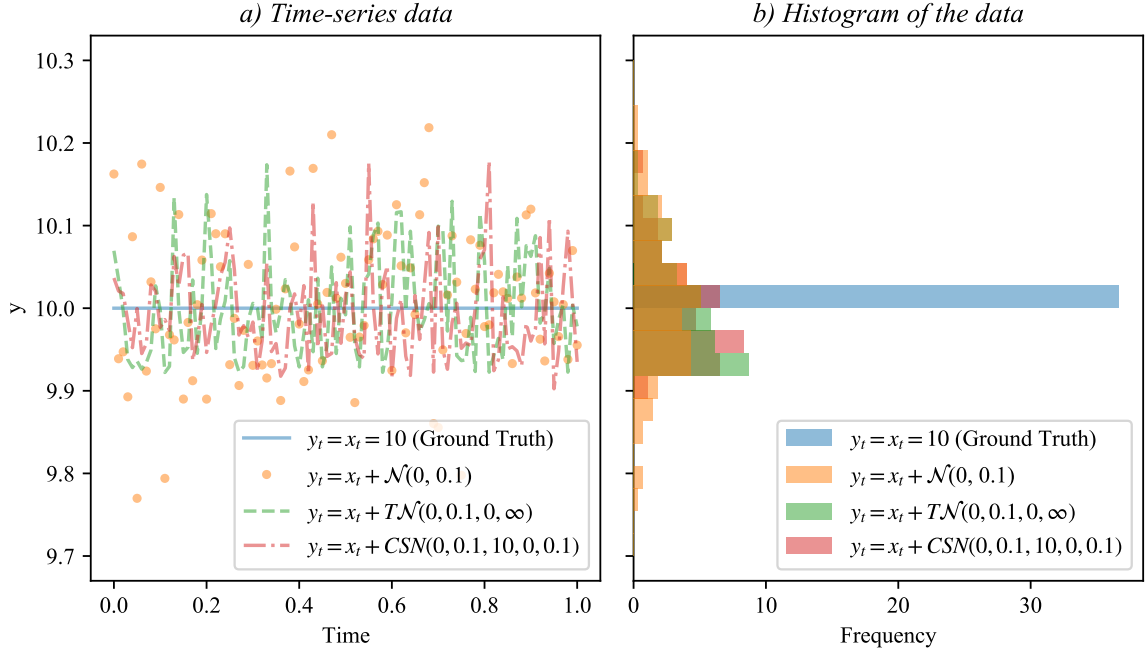 a) Time-series data
b) Histogram of the data
y
10.3
10.2
10.1
10.0
9.9
9.8
9.7
y_t = x_t = 10 (Ground Truth)
y_t = x_t + 𝒩(0, 0.1)
y_t = x_t + T𝒩(0, 0.1, 0, ∞)
y_t = x_t + CSN(0, 0.1, 10, 0, 0.1)
0.0 0.2 0.4 0.6 0.8 1.0
Time
y_t = x_t = 10 (Ground Truth)
y_t = x_t + 𝒩(0, 0.1)
y_t = x_t + T𝒩(0, 0.1, 0, ∞)
y_t = x_t + CSN(0, 0.1, 10, 0, 0.1)
0 10 20 30
Frequency